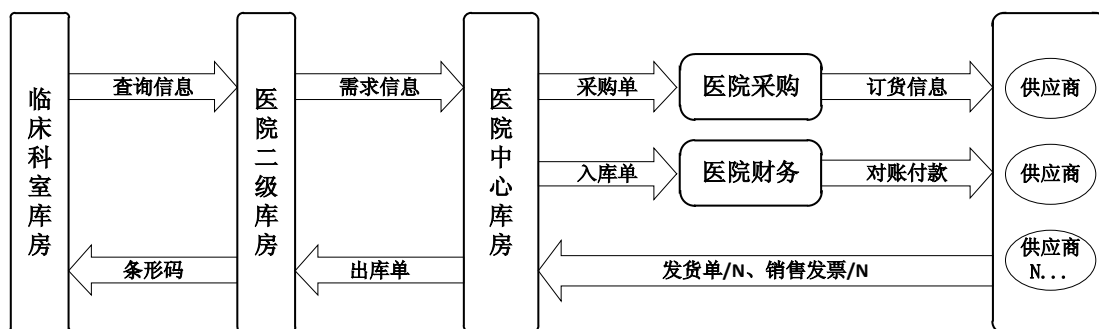 临床科室库房
查询信息
条形码
医院二级库房
需求信息
出库单
医院中心库房
采购单
医院采购
订货信息
入库单
医院财务
对账付款
发货单/N、销售发票/N
供应商
供应商
供应商
N...